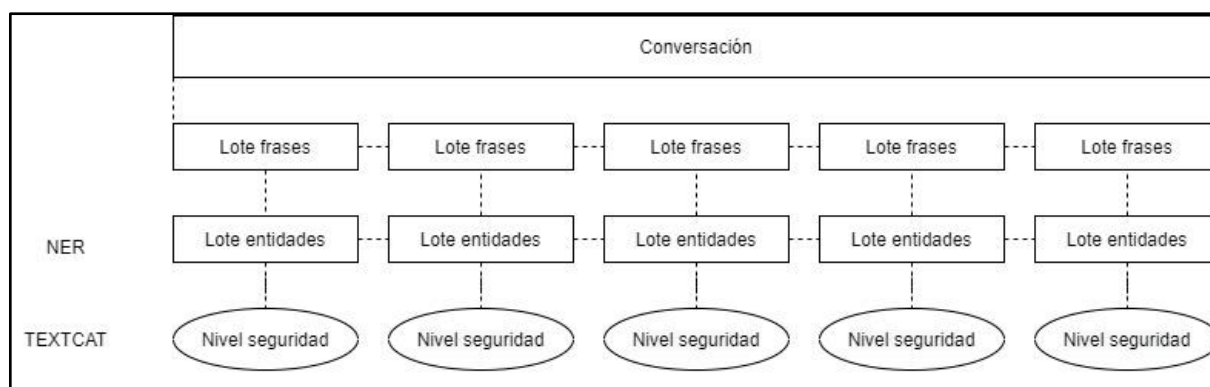 Conversación
Lote frases Lote frases Lote frases Lote frases Lote frases
NER Lote entidades Lote entidades Lote entidades Lote entidades Lote entidades
TEXTCAT Nivel seguridad Nivel seguridad Nivel seguridad Nivel seguridad Nivel seguridad